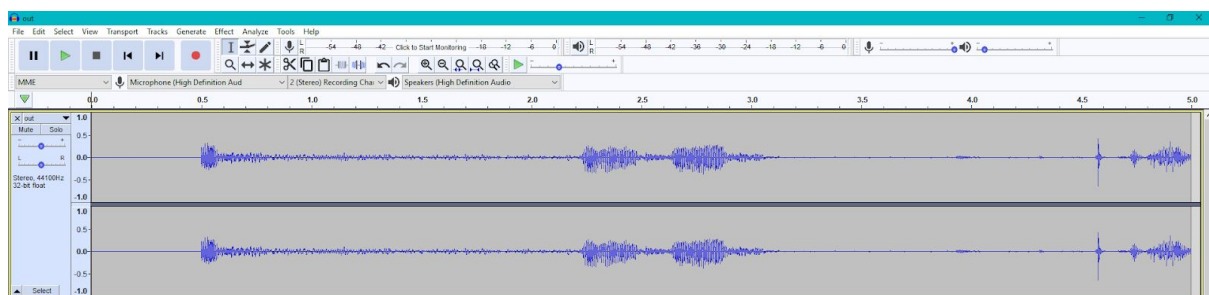 out
File Edit Select View Transport Tracks Generate Effect Analyze Tools Help
L R -54 -48 -42 Click to Start Monitoring -18 -12 -6 0 L R -54 -48 -42 -36 -30 -24 -18 -12 -6 0
MME Microphone (High Definition Aud 2 (Stereo) Recording Chai Speakers (High Definition Audio
0.0 0.5 1.0 1.5 2.0 2.5 3.0 3.5 4.0 4.5 5.0
out 1.0
Mute Solo 0.5
- + 0.0
L R
Stereo, 44100Hz -0.5
32-bit float
-1.0
1.0
0.5
0.0
-0.5
Select -1.0